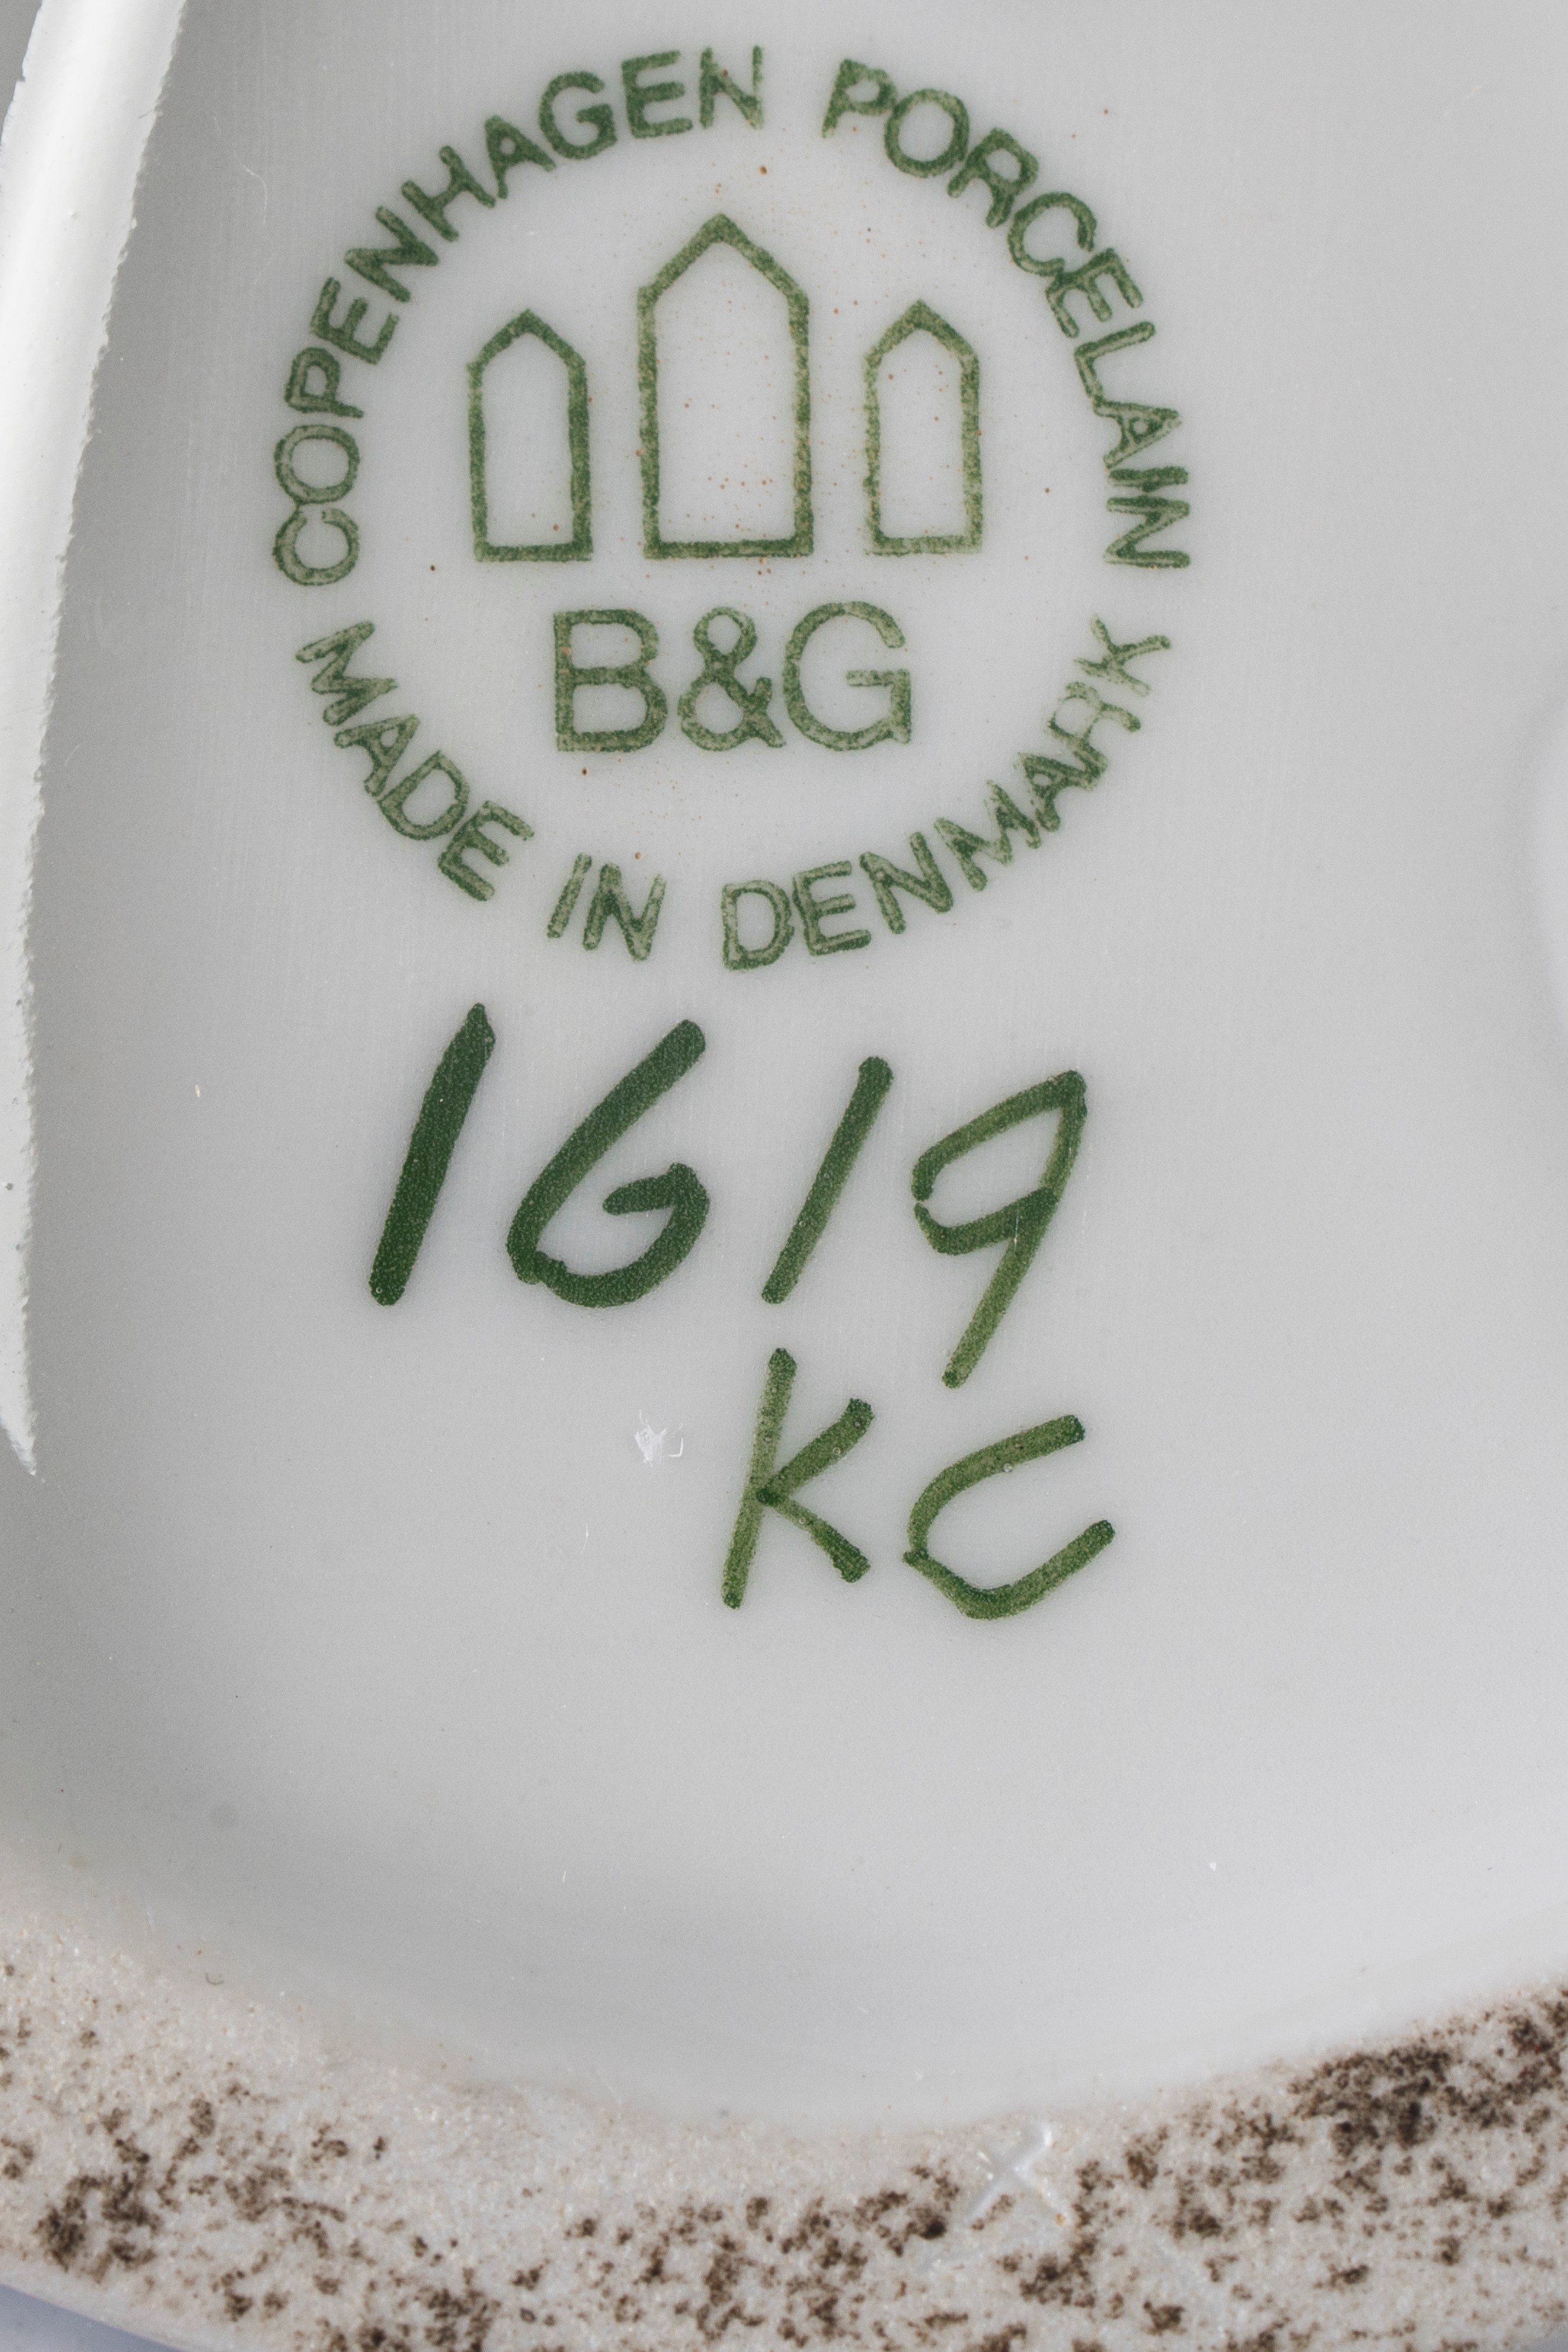 COPENHAGEN PORCELAIN
B&G
MADE IN DENMARK
1619
KC